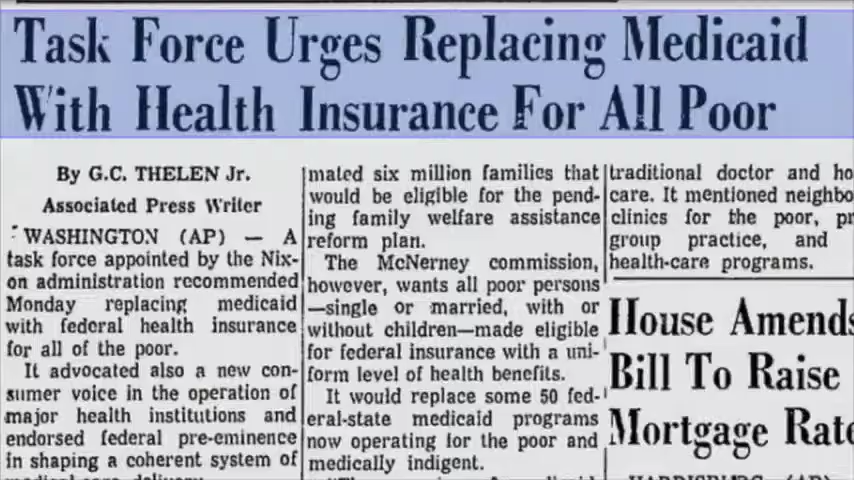 Task Force Urges Replacing Medicaid
With Health Insurance For All Poor
By G.C. THELEN Jr.
Associated Press Writer
WASHINGTON (AP) — A
task force appointed by the Nix-
on administration recommended
Monday replacing medicaid
with federal health insurance
for all of the poor.
It advocated also a new con-
sumer voice in the operation of
major health institutions and
endorsed federal pre-eminence
in shaping a coherent system of
mated six million families that
would be eligible for the pend-
ing family welfare assistance
reform plan.
The McNerney commission,
however, wants all poor persons
—single or married, with or
without children—made eligible
for federal insurance with a uni-
form level of health benefits.
It would replace some 50 fed-
eral-state medicaid programs
now operating for the poor and
medically indigent.
traditional doctor and ho
care. It mentioned neighbo
clinics for the poor, pr
group practice, and
health-care programs.
House Amends
Bill To Raise
Mortgage Rate